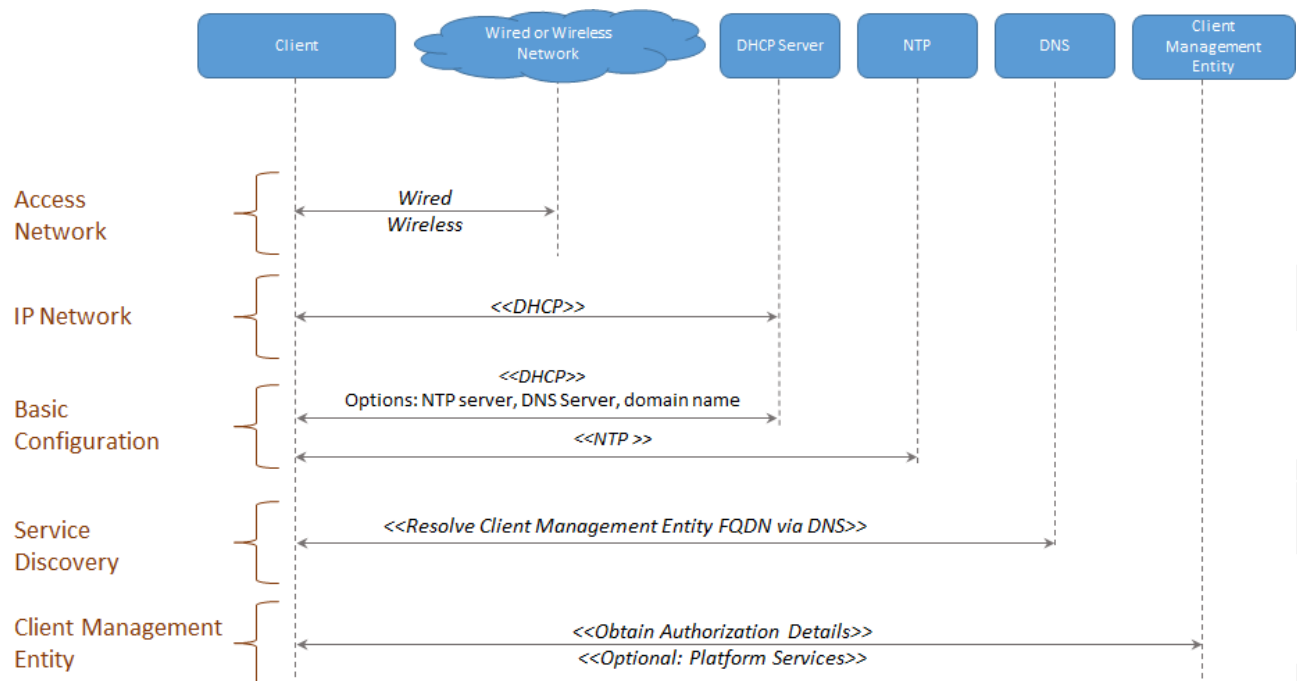 Client
Wired or Wireless
Network
DHCP Server
NTP
DNS
Client
Management
Entity
Access
Network
Wired
Wireless
IP Network
<<DHCP>>
Basic
Configuration
<<DHCP>>
Options: NTP server, DNS Server, domain name
<<NTP >>
Service
Discovery
<<Resolve Client Management Entity FQDN via DNS>>
Client Management
Entity
<<Obtain Authorization Details>>
<<Optional: Platform Services>>